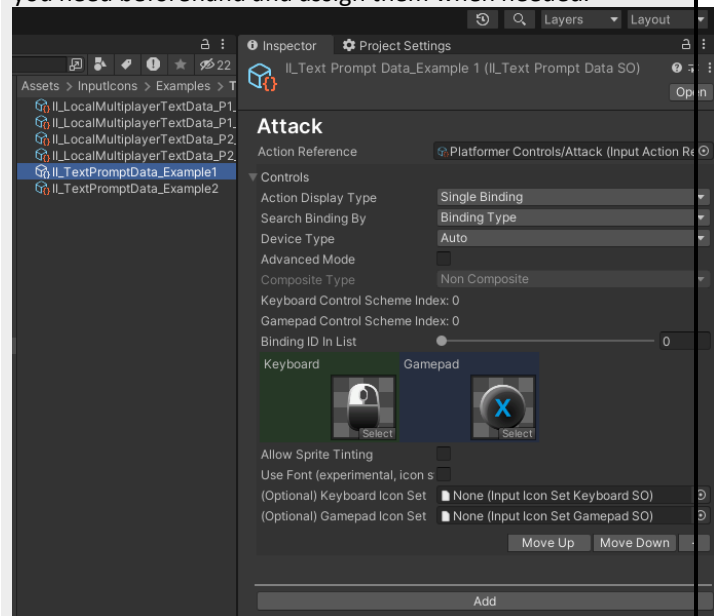 you need beforehand and assign them when needed.
Layers Layout
Inspector Project Settings
22
II_Text Prompt Data_Example 1 (II_Text Prompt Data SO)
Open
Assets > InputIcons > Examples > T
II_LocalMultiplayerTextData_P1_
II_LocalMultiplayerTextData_P1_
II_LocalMultiplayerTextData_P2_
II_LocalMultiplayerTextData_P2_
II_TextPromptData_Example1
II_TextPromptData_Example2
Attack
Action Reference Platformer Controls/Attack (Input Action Re
Controls
Action Display Type Single Binding
Search Binding By Binding Type
Device Type Auto
Advanced Mode
Composite Type Non Composite
Keyboard Control Scheme Index: 0
Gamepad Control Scheme Index: 0
Binding ID In List 0
Keyboard Gamepad
X
Select Select
Allow Sprite Tinting
Use Font (experimental, icon s
(Optional) Keyboard Icon Set None (Input Icon Set Keyboard SO)
(Optional) Gamepad Icon Set None (Input Icon Set Gamepad SO)
Move Up Move Down -
Add